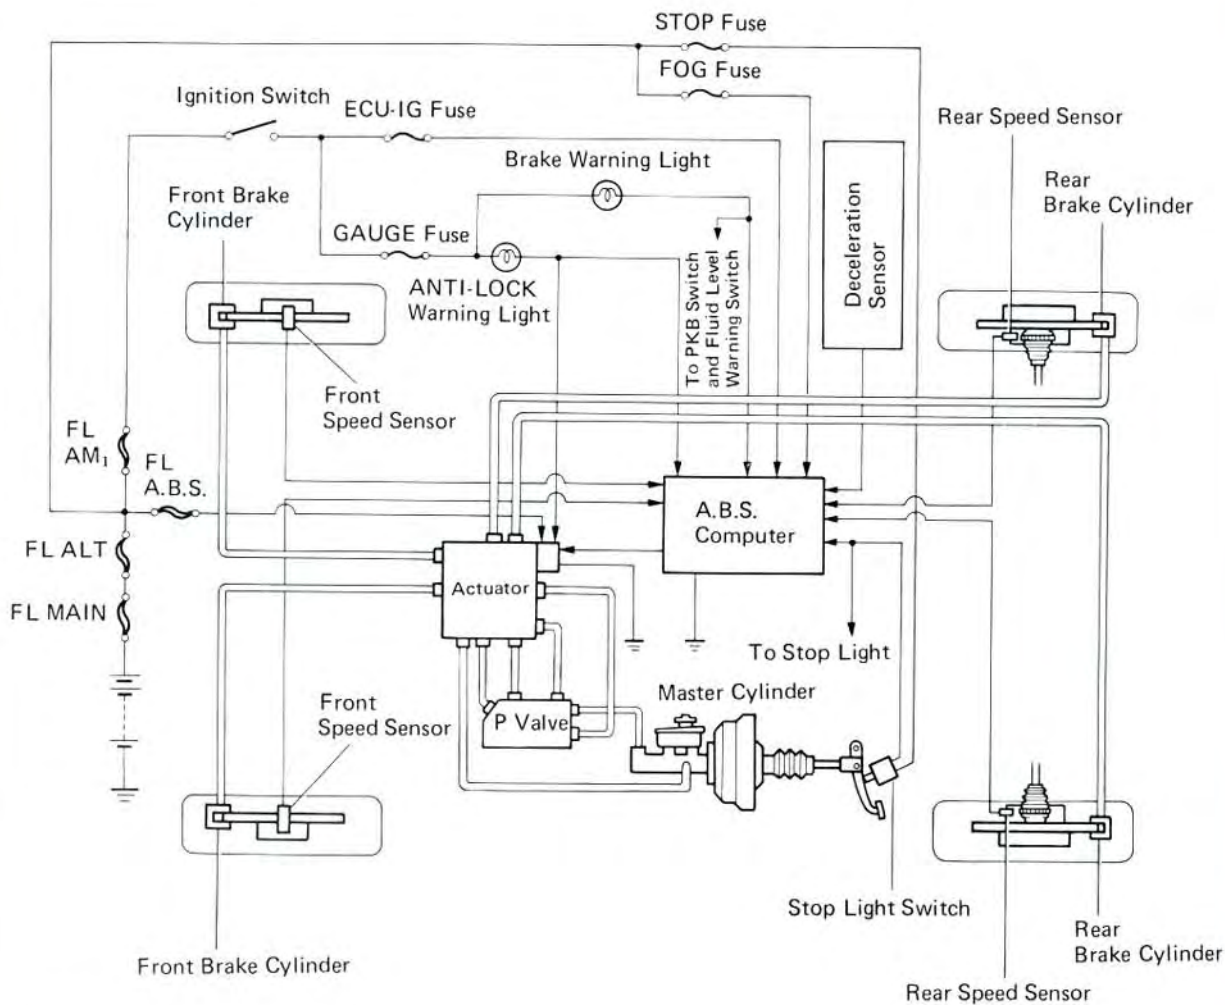 STOP Fuse
FOG Fuse
Ignition Switch
ECU-IG Fuse
Rear Speed Sensor
Brake Warning Light
Front Brake
Cylinder
Rear
Brake Cylinder
GAUGE Fuse
ANTI-LOCK
Warning Light
To PKB Switch
and Fluid Level
Warning Switch
Deceleration
Sensor
Front
Speed Sensor
FL
AM₁
FL
A.B.S.
A.B.S.
Computer
FL ALT
Actuator
FL MAIN
To Stop Light
Master Cylinder
Front
Speed Sensor
P Valve
Stop Light Switch
Front Brake Cylinder
Rear
Brake Cylinder
Rear Speed Sensor